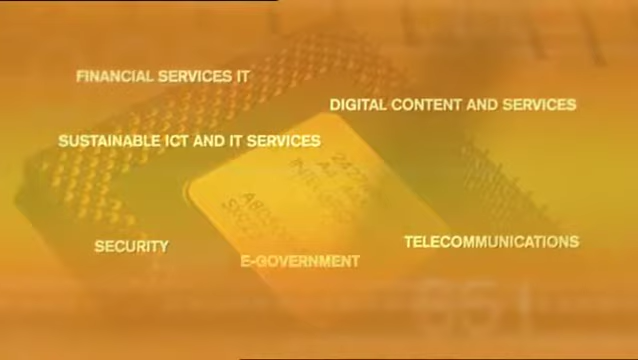 FINANCIAL SERVICES IT
DIGITAL CONTENT AND SERVICES
SUSTAINABLE ICT AND IT SERVICES
SECURITY
E-GOVERNMENT
TELECOMMUNICATIONS